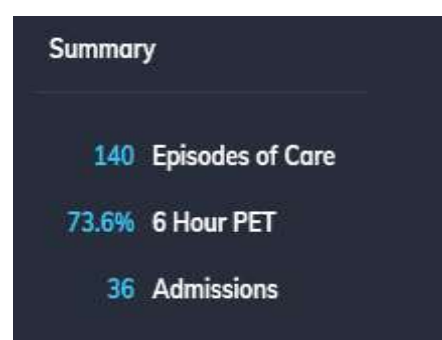 Summary
140 Episodes of Care
73.6% 6 Hour PET
36 Admissions